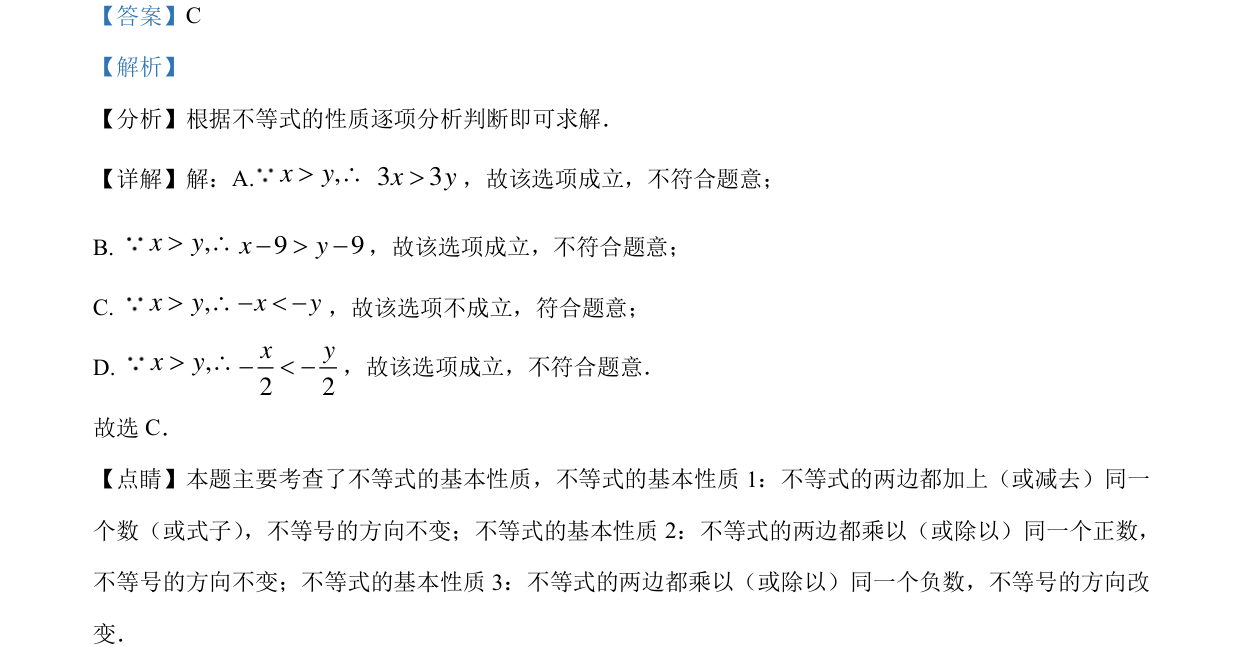 【答案】C
【解析】
【分析】根据不等式的性质逐项分析判断即可求解．
【详解】解：A.∵ x > y,∴ 3x > 3y，故该选项成立，不符合题意；
B. ∵ x > y,∴ x−9 > y−9，故该选项成立，不符合题意；
C. ∵ x > y,∴ −x < −y，故该选项不成立，符合题意；
D. ∵ x > y,∴ −x/2 < −y/2，故该选项成立，不符合题意．
故选 C．
【点睛】本题主要考查了不等式的基本性质，不等式的基本性质 1：不等式的两边都加上（或减去）同一
个数（或式子），不等号的方向不变；不等式的基本性质 2：不等式的两边都乘以（或除以）同一个正数，
不等号的方向不变；不等式的基本性质 3：不等式的两边都乘以（或除以）同一个负数，不等号的方向改
变．